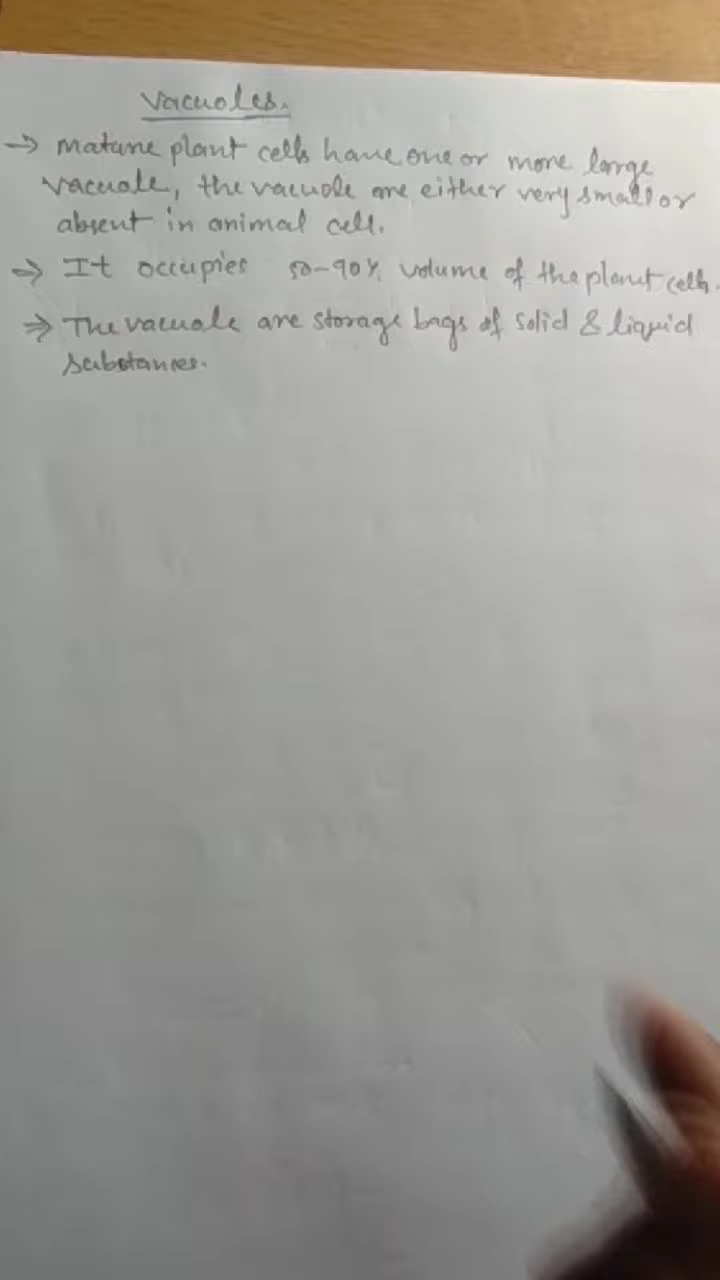 Vacuoles.
→ Mature plant cells have one or more large
vacuole, the vacuole are either very small or
absent in animal cell.
⇒ It occupies 50-90% volume of the plant cells.
⇒ The vacuole are storage bags of solid & liquid
substances.